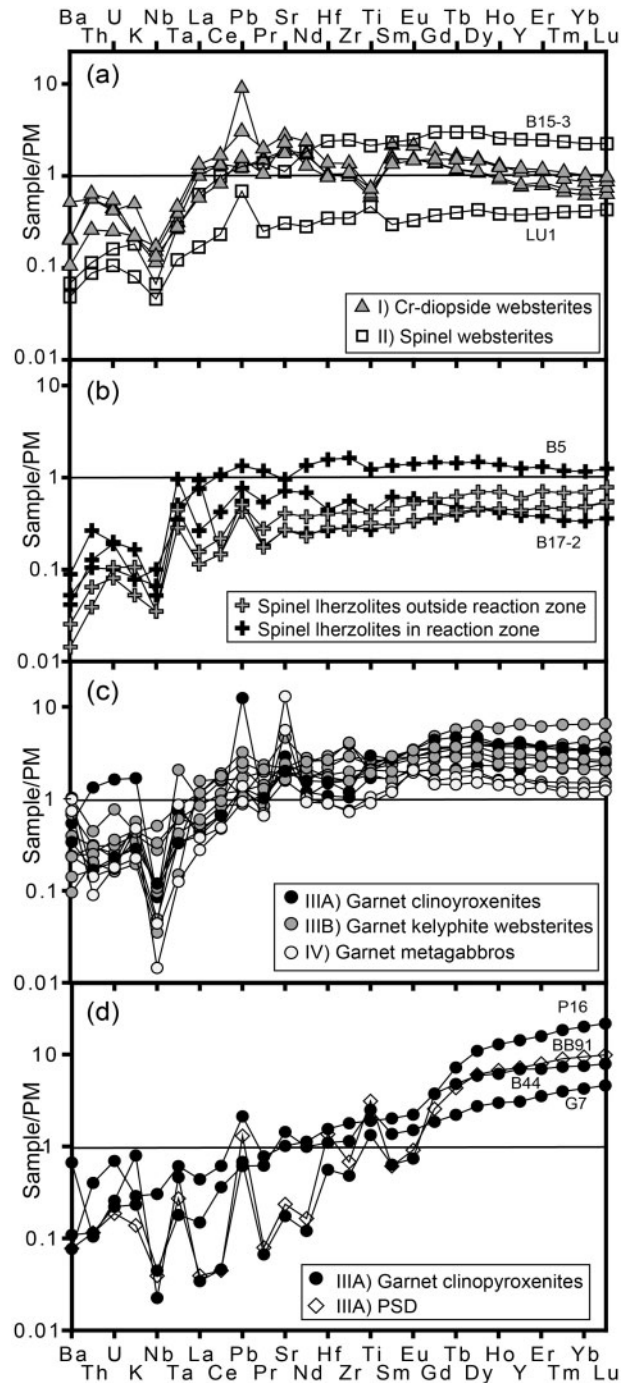 Ba U Nb La Pb Sr Hf Ti Eu Tb Ho Er Yb
Th K Ta Ce Pr Nd Zr Sm Gd Dy Y Tm Lu
(a)
10
B15-3
Sample/PM
1
LU1
0.1
I) Cr-diopside websterites
II) Spinel websterites
0.01
(b)
10
B5
Sample/PM
1
B17-2
0.1
Spinel lherzolites outside reaction zone
Spinel lherzolites in reaction zone
0.01
(c)
10
Sample/PM
1
0.1
IIIA) Garnet clinoyroxenites
IIIB) Garnet kelyphite websterites
IV) Garnet metagabbros
0.01
(d)
P16
10
BB91
B44
G7
Sample/PM
1
0.1
IIIA) Garnet clinopyroxenites
IIIA) PSD
0.01
Ba U Nb La Pb Sr Hf Ti Eu Tb Ho Er Yb
Th K Ta Ce Pr Nd Zr Sm Gd Dy Y Tm Lu